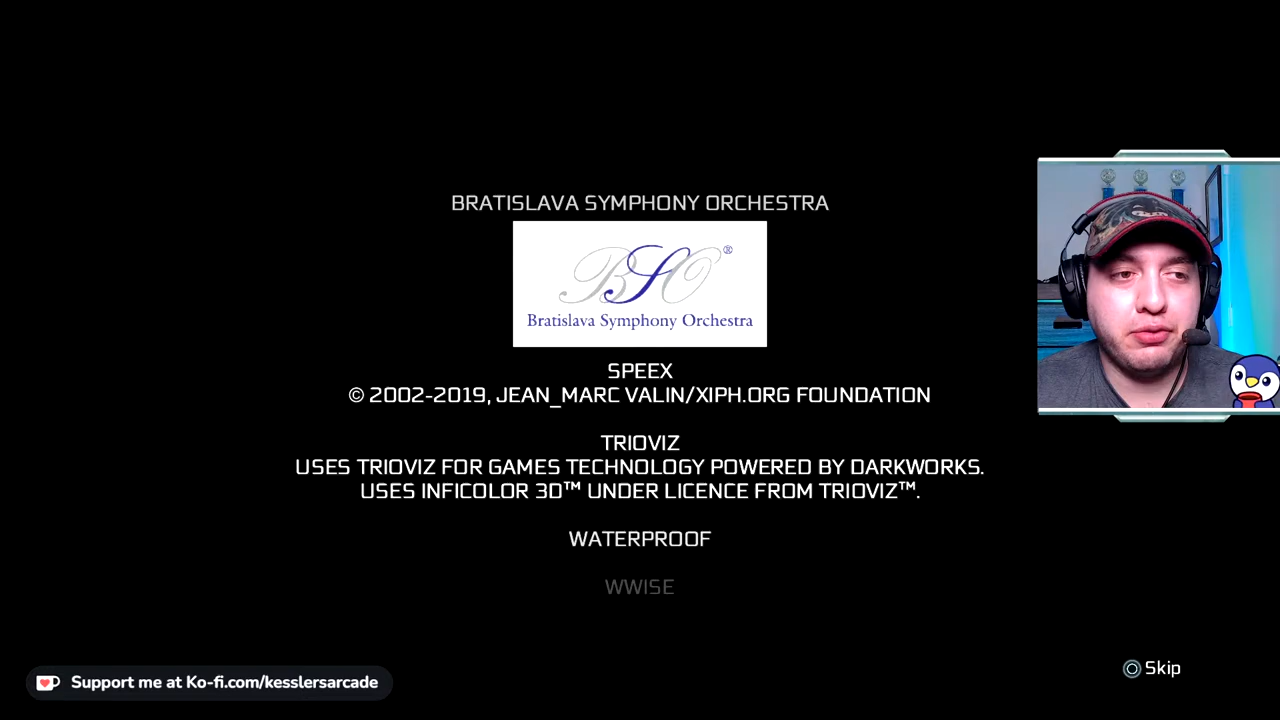 BRATISLAVA SYMPHONY ORCHESTRA
BSO®
Bratislava Symphony Orchestra
SPEEX
© 2002-2019, JEAN_MARC VALIN/XIPH.ORG FOUNDATION
TRIOVIZ
USES TRIOVIZ FOR GAMES TECHNOLOGY POWERED BY DARKWORKS.
USES INFICOLOR 3D™ UNDER LICENCE FROM TRIOVIZ™.
WATERPROOF
WWISE
Skip
Support me at Ko-fi.com/kesslersarcade